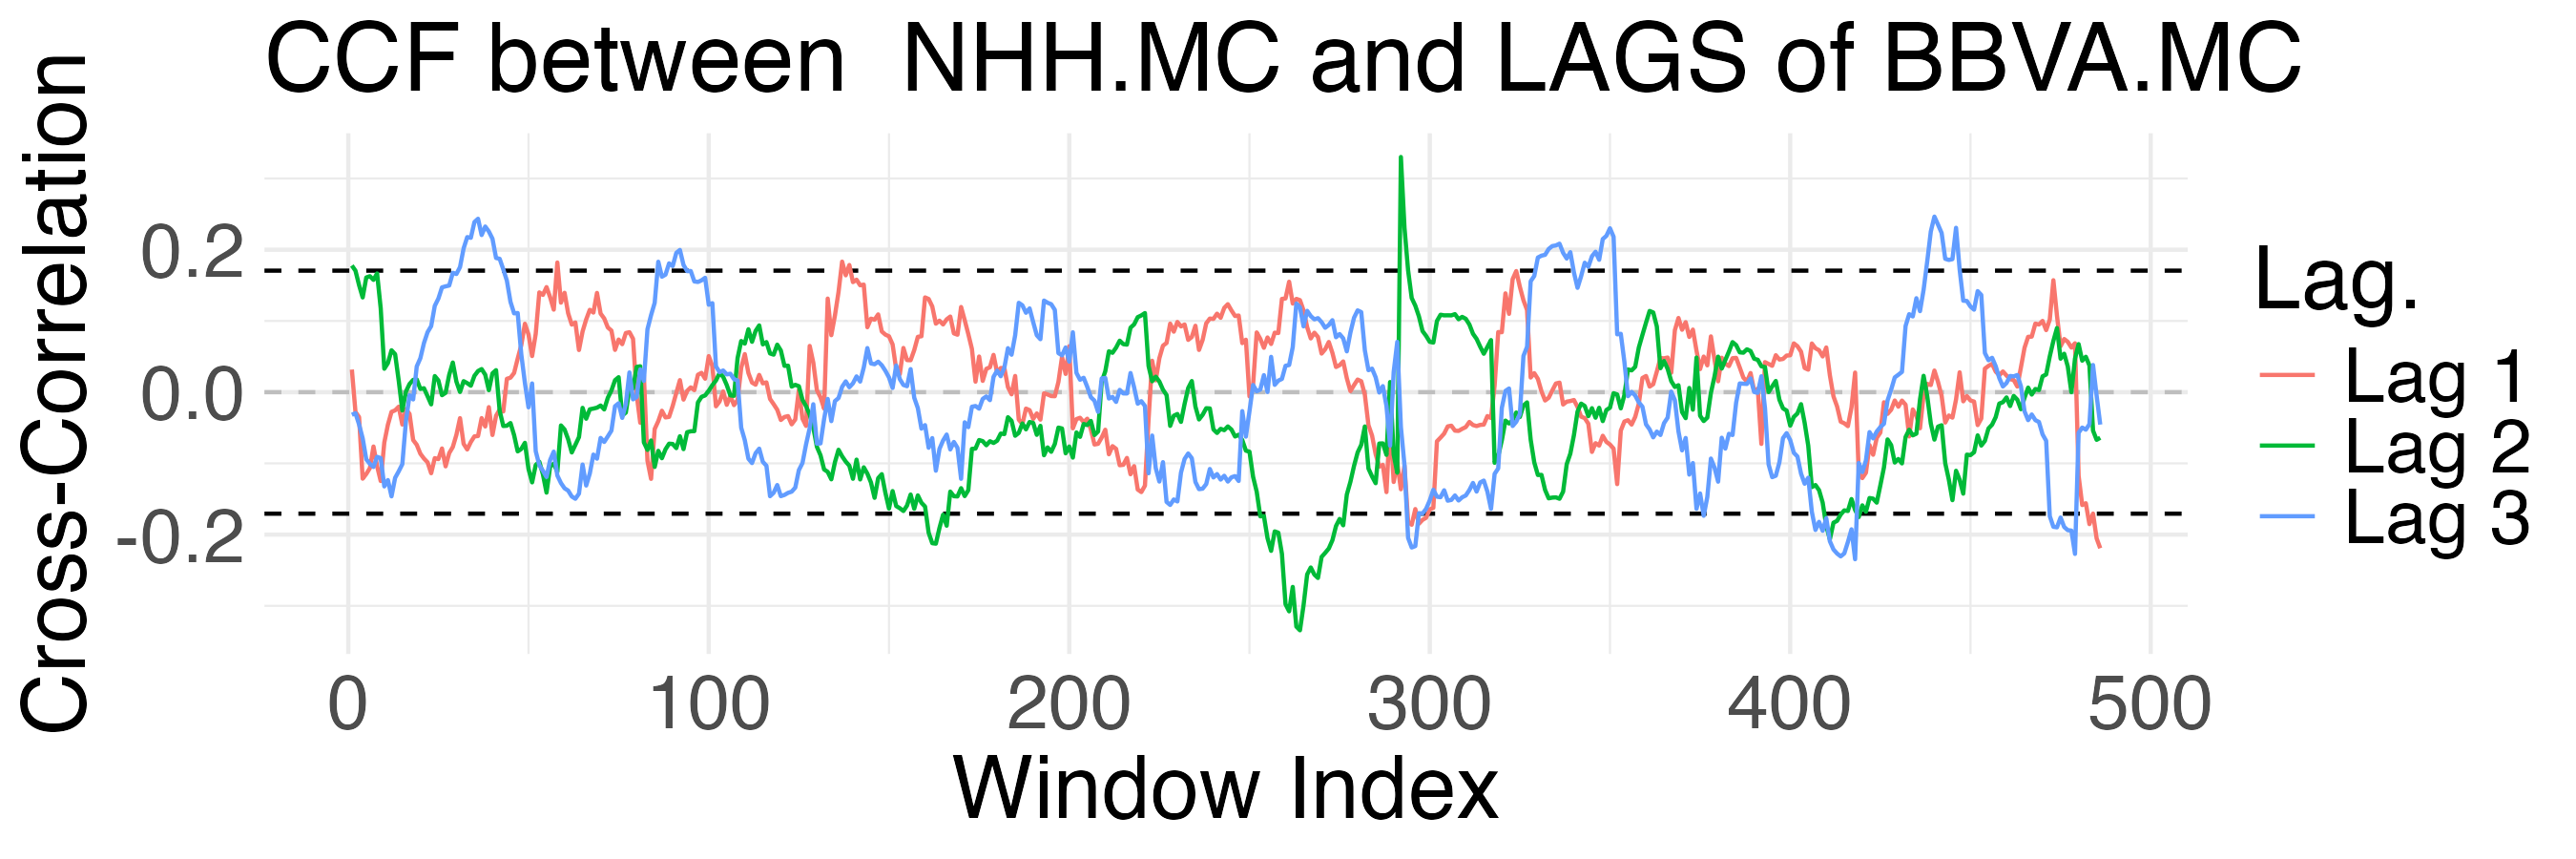 CCF between  NHH.MC and LAGS of BBVA.MC
Cross-Correlation
0.2
0.0
-0.2
0 100 200 300 400 500
Window Index
Lag.
Lag 1
Lag 2
Lag 3